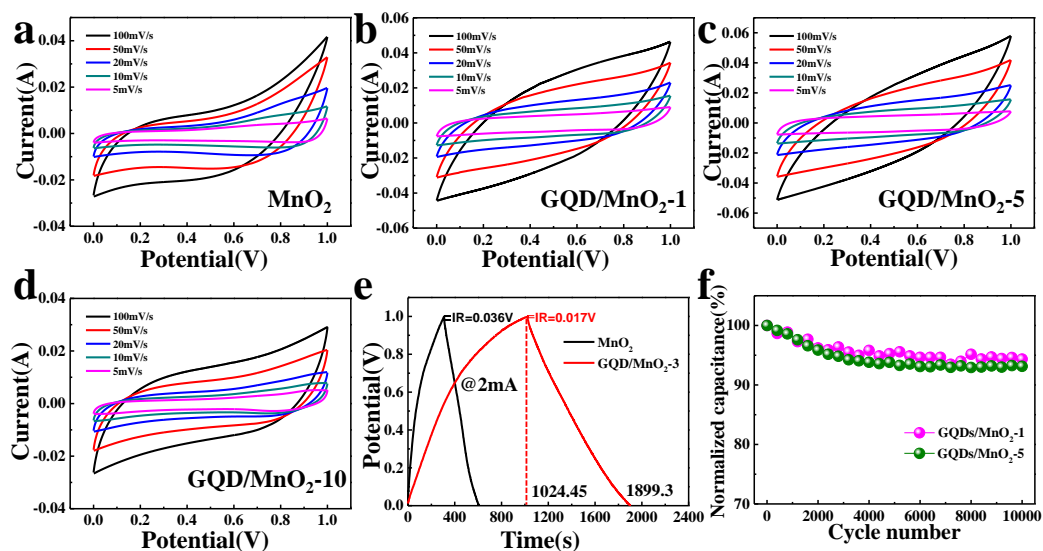 a
100mV/s
50mV/s
20mV/s
10mV/s
5mV/s
0.04
0.02
0.00
-0.02
-0.04
Current(A)
0.0 0.2 0.4 0.6 0.8 1.0
Potential(V)
MnO₂
b
100mV/s
50mV/s
20mV/s
10mV/s
5mV/s
0.06
0.04
0.02
0.00
-0.02
-0.04
-0.06
Current(A)
0.0 0.2 0.4 0.6 0.8 1.0
Potential(V)
GQD/MnO₂-1
c
100mV/s
50mV/s
20mV/s
10mV/s
5mV/s
0.06
0.04
0.02
0.00
-0.02
-0.04
-0.06
Current(A)
0.0 0.2 0.4 0.6 0.8 1.0
Potential(V)
GQD/MnO₂-5
d
100mV/s
50mV/s
20mV/s
10mV/s
5mV/s
0.04
0.02
0.00
-0.02
-0.04
Current(A)
0.0 0.2 0.4 0.6 0.8 1.0
Potential(V)
GQD/MnO₂-10
e
IR=0.036V
IR=0.017V
MnO₂
GQD/MnO₂-3
@2mA
1024.45
1899.3
1.0
0.8
0.6
0.4
0.2
0.0
Potential(V)
0 400 800 1200 1600 2000 2400
Time(s)
f
100
90
80
70
Normalized capacitance(%)
GQDs/MnO₂-1
GQDs/MnO₂-5
0 2000 4000 6000 8000 10000
Cycle number